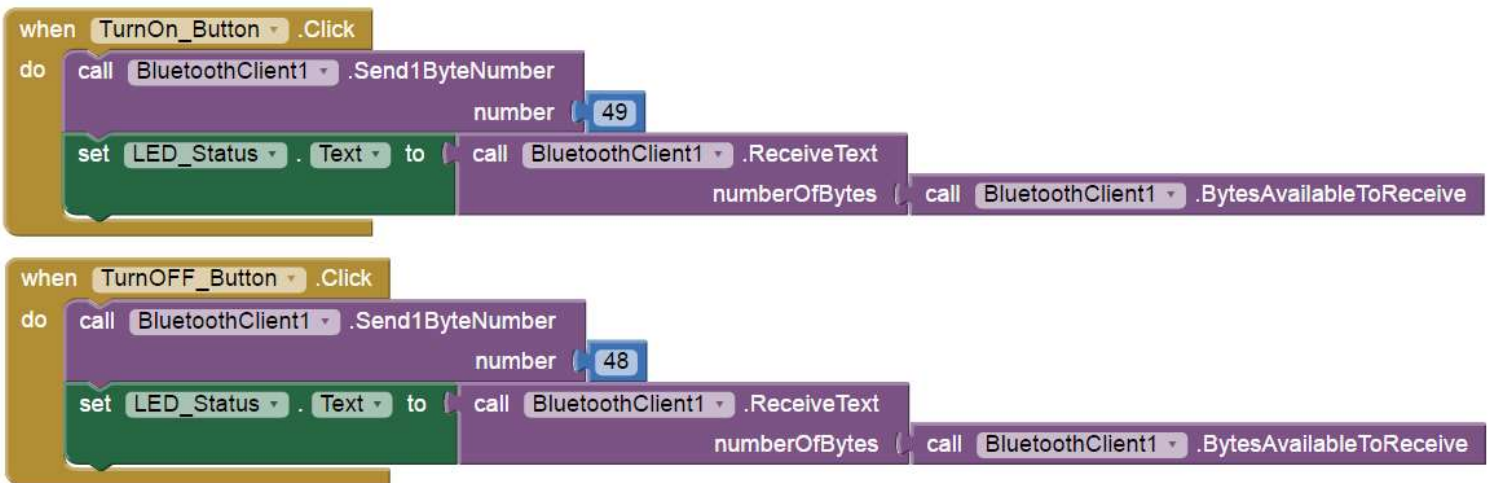 when TurnOn_Button .Click
do call BluetoothClient1 .Send1ByteNumber
number 49
set LED_Status . Text to call BluetoothClient1 .ReceiveText
numberOfBytes call BluetoothClient1 .BytesAvailableToReceive
when TurnOFF_Button .Click
do call BluetoothClient1 .Send1ByteNumber
number 48
set LED_Status . Text to call BluetoothClient1 .ReceiveText
numberOfBytes call BluetoothClient1 .BytesAvailableToReceive